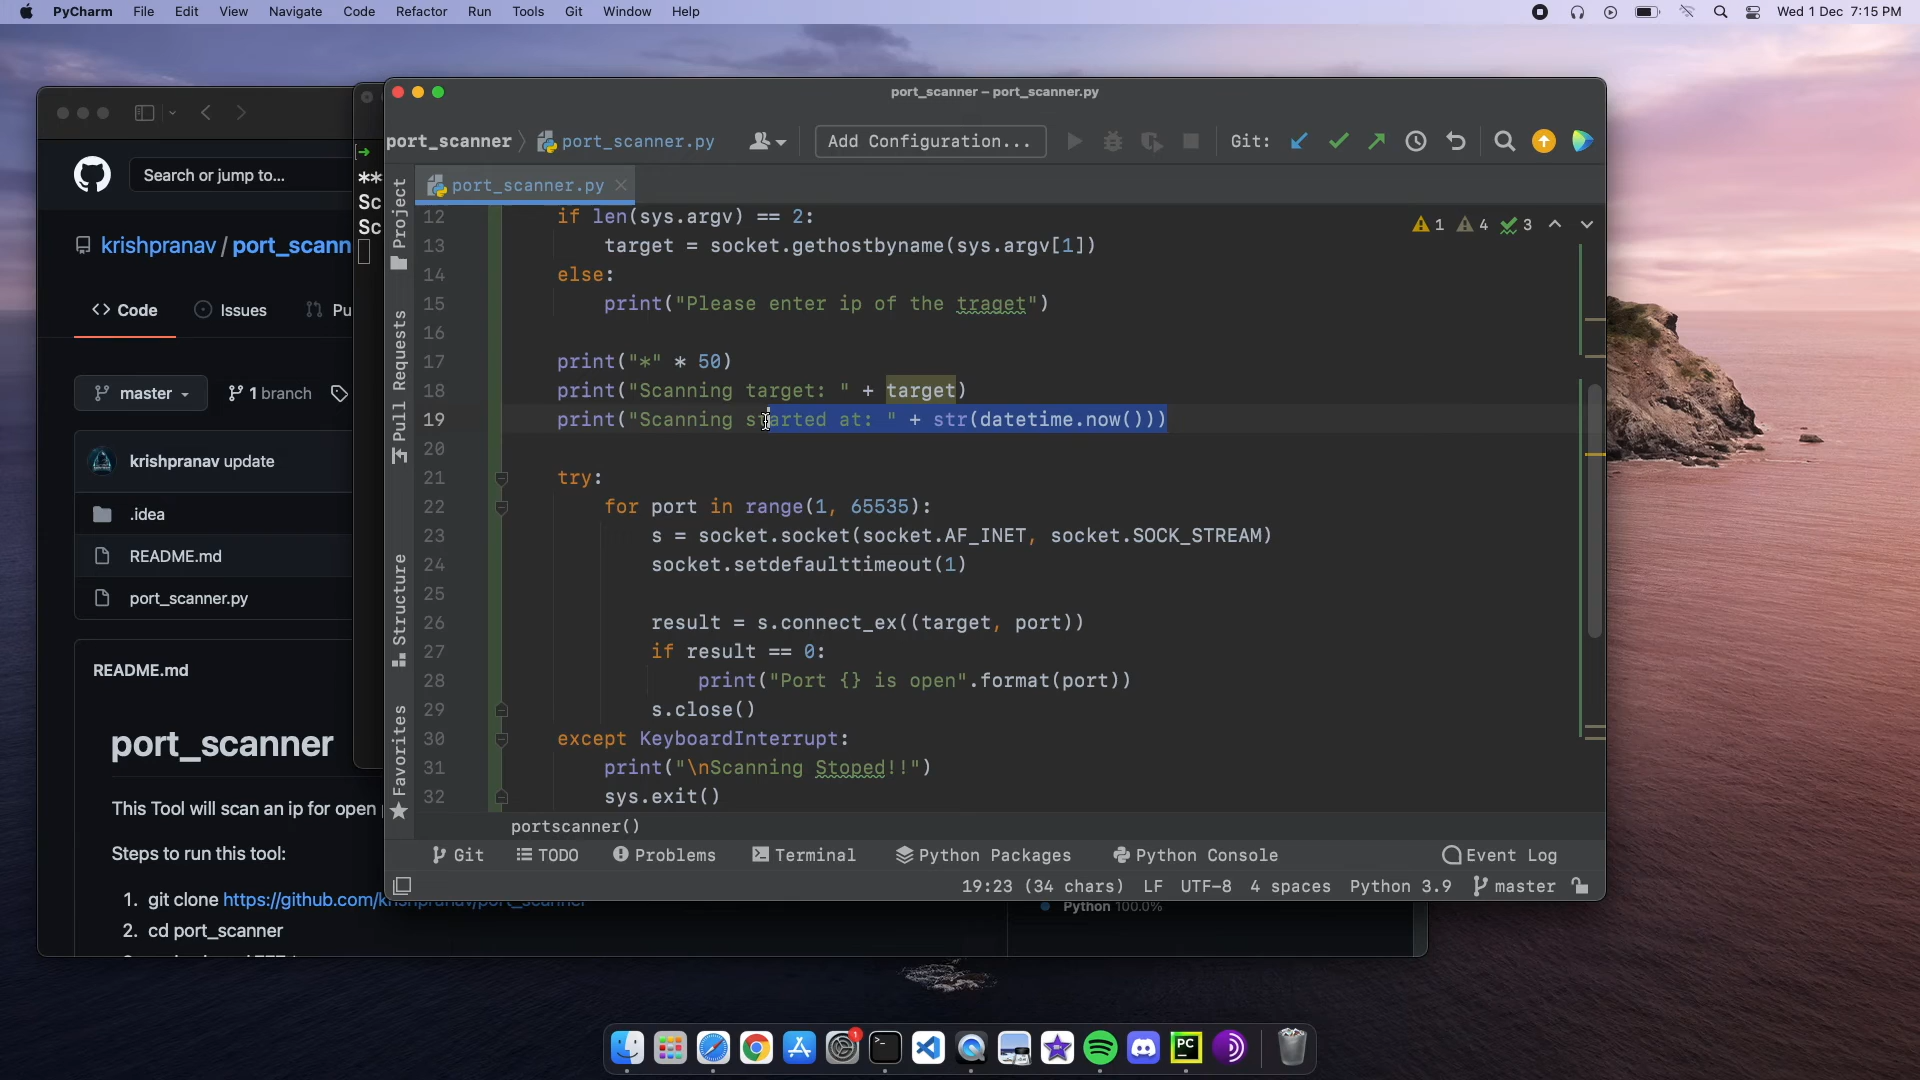 PyCharm File Edit View Navigate Code Refactor Run Tools Git Window Help
Wed 1 Dec 7:15 PM
port_scanner – port_scanner.py
port_scanner port_scanner.py
Add Configuration...
Git:
port_scanner.py
1 4 3
Project
Pull Requests
Structure
Favorites
12 if len(sys.argv) == 2:
13 target = socket.gethostbyname(sys.argv[1])
14 else:
15 print("Please enter ip of the traget")
16
17 print("*" * 50)
18 print("Scanning target: " + target)
19 print("Scanning started at: " + str(datetime.now()))
20
21 try:
22 for port in range(1, 65535):
23 s = socket.socket(socket.AF_INET, socket.SOCK_STREAM)
24 socket.setdefaulttimeout(1)
25
26 result = s.connect_ex((target, port))
27 if result == 0:
28 print("Port {} is open".format(port))
29 s.close()
30 except KeyboardInterrupt:
31 print("\nScanning Stoped!!")
32 sys.exit()
portscanner()
Git TODO Problems Terminal Python Packages Python Console Event Log
19:23 (34 chars) LF UTF-8 4 spaces Python 3.9 master
**
Sc
Sc
Search or jump to...
krishpranav / port_scann
Code Issues Pu
master 1 branch
krishpranav update
.idea
README.md
port_scanner.py
README.md
port_scanner
This Tool will scan an ip for open
Steps to run this tool:
1. git clone https://github.com/krishpranav/port_scanner
2. cd port_scanner
Python 100.0%
1
PC